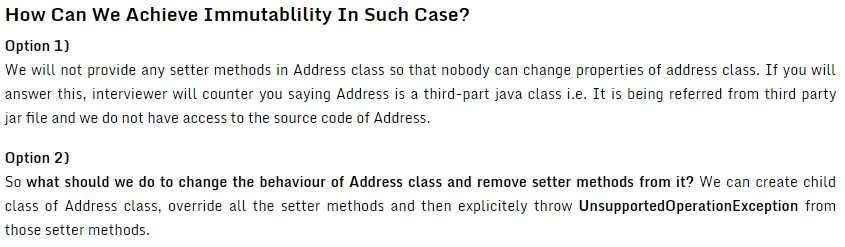 How Can We Achieve Immutablility In Such Case?
Option 1)
We will not provide any setter methods in Address class so that nobody can change properties of address class. If you will
answer this, interviewer will counter you saying Address is a third-part java class i.e. It is being referred from third party
jar file and we do not have access to the source code of Address.
Option 2)
So what should we do to change the behaviour of Address class and remove setter methods from it? We can create child
class of Address class, override all the setter methods and then explicitely throw UnsupportedOperationException from
those setter methods.